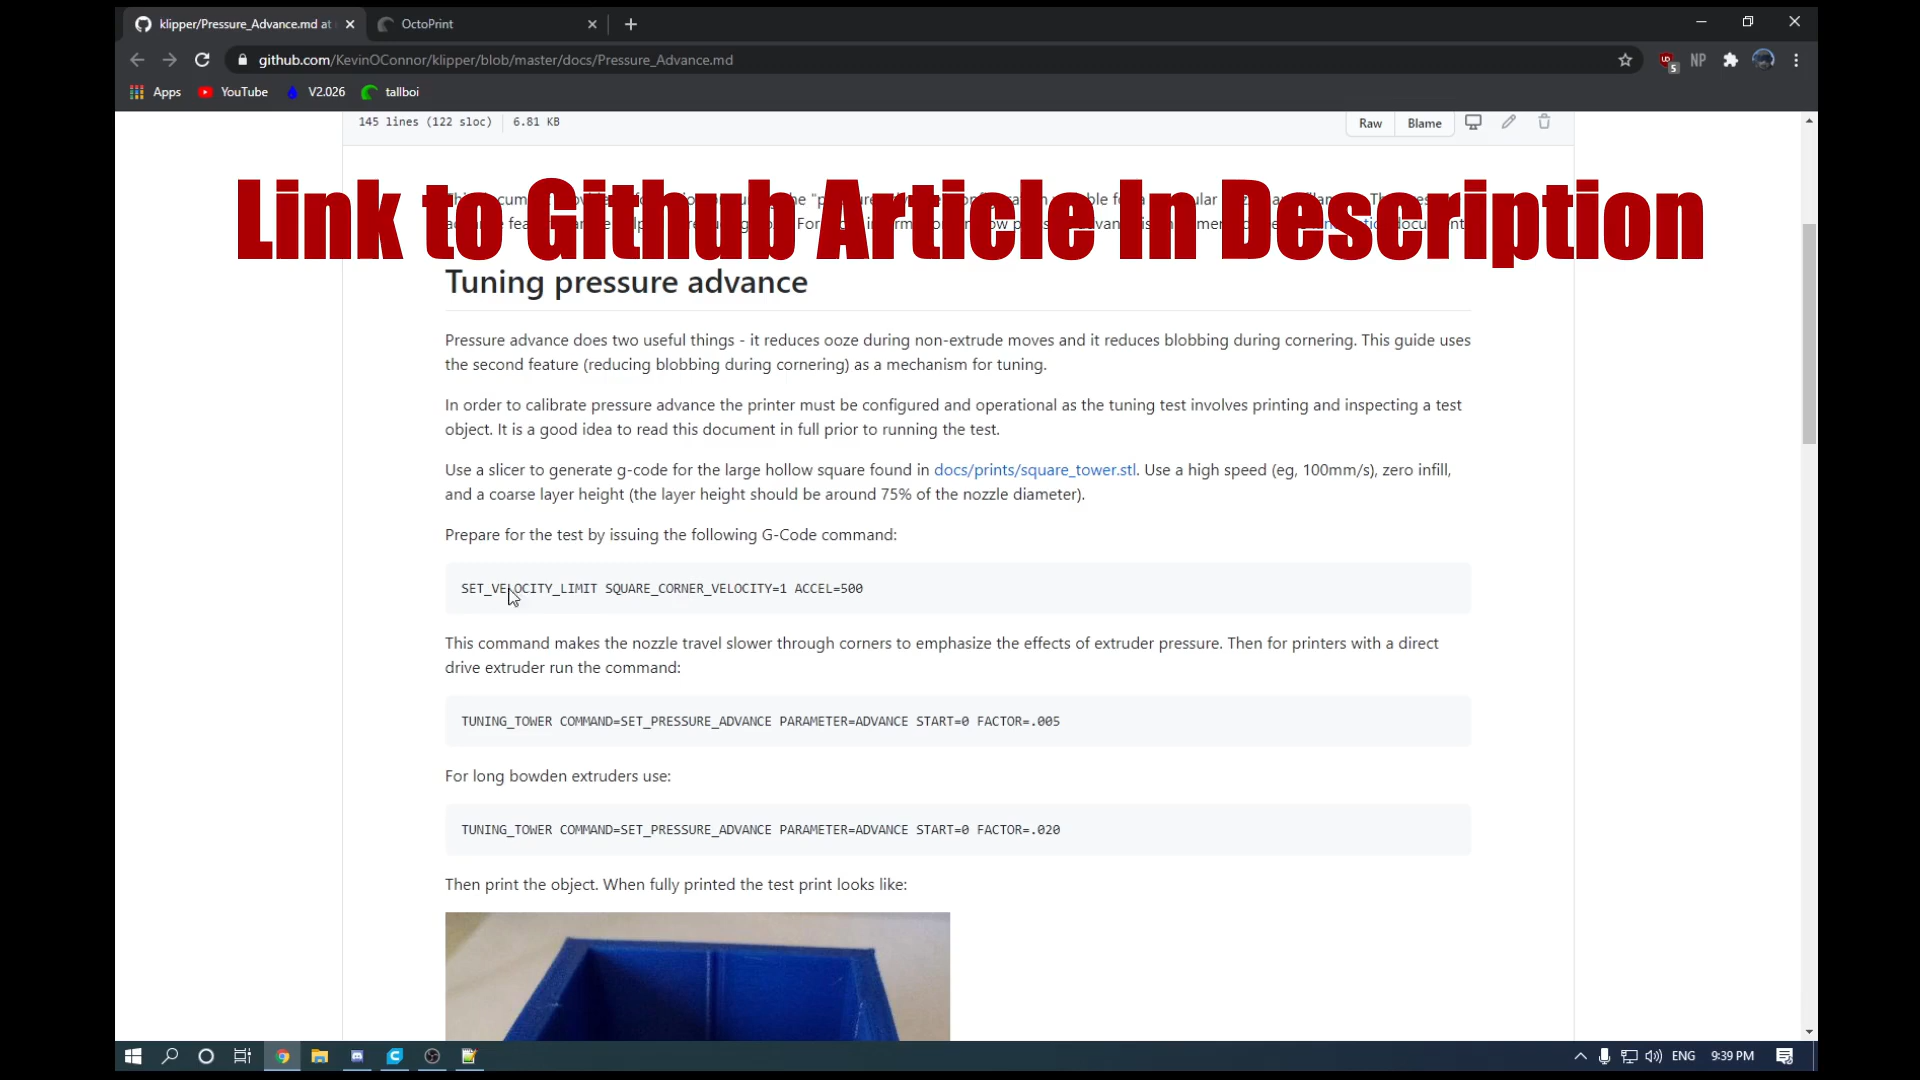 klipper/Pressure_Advance.md at
OctoPrint
github.com/KevinOConnor/klipper/blob/master/docs/Pressure_Advance.md
5
NP
Apps
YouTube
V2.026
tallboi
145 lines (122 sloc)
6.81 KB
Raw
Blame
Link to Github Article In Description
Tuning pressure advance
Pressure advance does two useful things - it reduces ooze during non-extrude moves and it reduces blobbing during cornering. This guide uses
the second feature (reducing blobbing during cornering) as a mechanism for tuning.
In order to calibrate pressure advance the printer must be configured and operational as the tuning test involves printing and inspecting a test
object. It is a good idea to read this document in full prior to running the test.
Use a slicer to generate g-code for the large hollow square found in docs/prints/square_tower.stl. Use a high speed (eg, 100mm/s), zero infill,
and a coarse layer height (the layer height should be around 75% of the nozzle diameter).
Prepare for the test by issuing the following G-Code command:
SET_VELOCITY_LIMIT SQUARE_CORNER_VELOCITY=1 ACCEL=500
This command makes the nozzle travel slower through corners to emphasize the effects of extruder pressure. Then for printers with a direct
drive extruder run the command:
TUNING_TOWER COMMAND=SET_PRESSURE_ADVANCE PARAMETER=ADVANCE START=0 FACTOR=.005
For long bowden extruders use:
TUNING_TOWER COMMAND=SET_PRESSURE_ADVANCE PARAMETER=ADVANCE START=0 FACTOR=.020
Then print the object. When fully printed the test print looks like:
ENG
9:39 PM